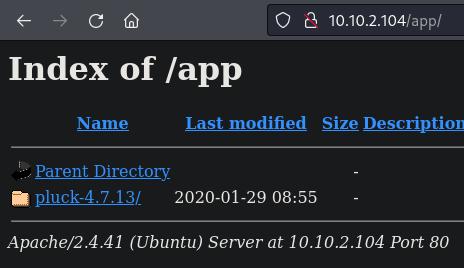 10.10.2.104/app/
Index of /app
Name Last modified Size Description
Parent Directory -
pluck-4.7.13/ 2020-01-29 08:55 -
Apache/2.4.41 (Ubuntu) Server at 10.10.2.104 Port 80